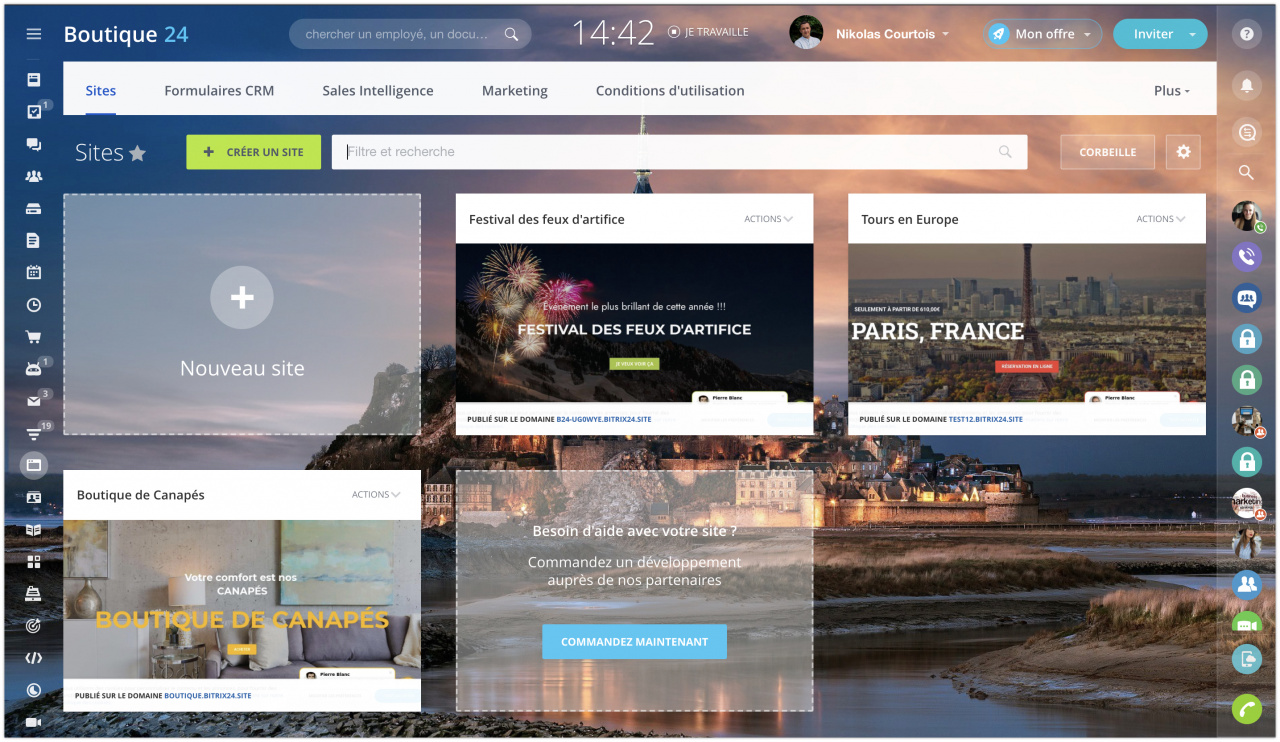 Boutique 24
chercher un employé, un docu...
14:42
JE TRAVAILLE
Nikolas Courtois
Mon offre
Inviter
Sites
Formulaires CRM
Sales Intelligence
Marketing
Conditions d'utilisation
Plus
Sites
+ CRÉER UN SITE
Filtre et recherche
CORBEILLE
1
1
3
19
Nouveau site
Festival des feux d'artifice
ACTIONS
Événement le plus brillant de cette année !!!
FESTIVAL DES FEUX D'ARTIFICE
JE VEUX VOIR ÇA
Pierre Blanc
PUBLIÉ SUR LE DOMAINE B24-UG0WYE.BITRIX24.SITE
Tours en Europe
ACTIONS
SEULEMENT À PARTIR DE 610,00€
PARIS, FRANCE
RÉSERVATION EN LIGNE
Pierre Blanc
PUBLIÉ SUR LE DOMAINE TEST12.BITRIX24.SITE
Boutique de Canapés
ACTIONS
Votre comfort est nos
CANAPÉS
BOUTIQUE DE CANAPÉS
ACHETER
Pierre Blanc
PUBLIÉ SUR LE DOMAINE BOUTIQUE.BITRIX24.SITE
Besoin d'aide avec votre site ?
Commandez un développement
auprès de nos partenaires
COMMANDEZ MAINTENANT